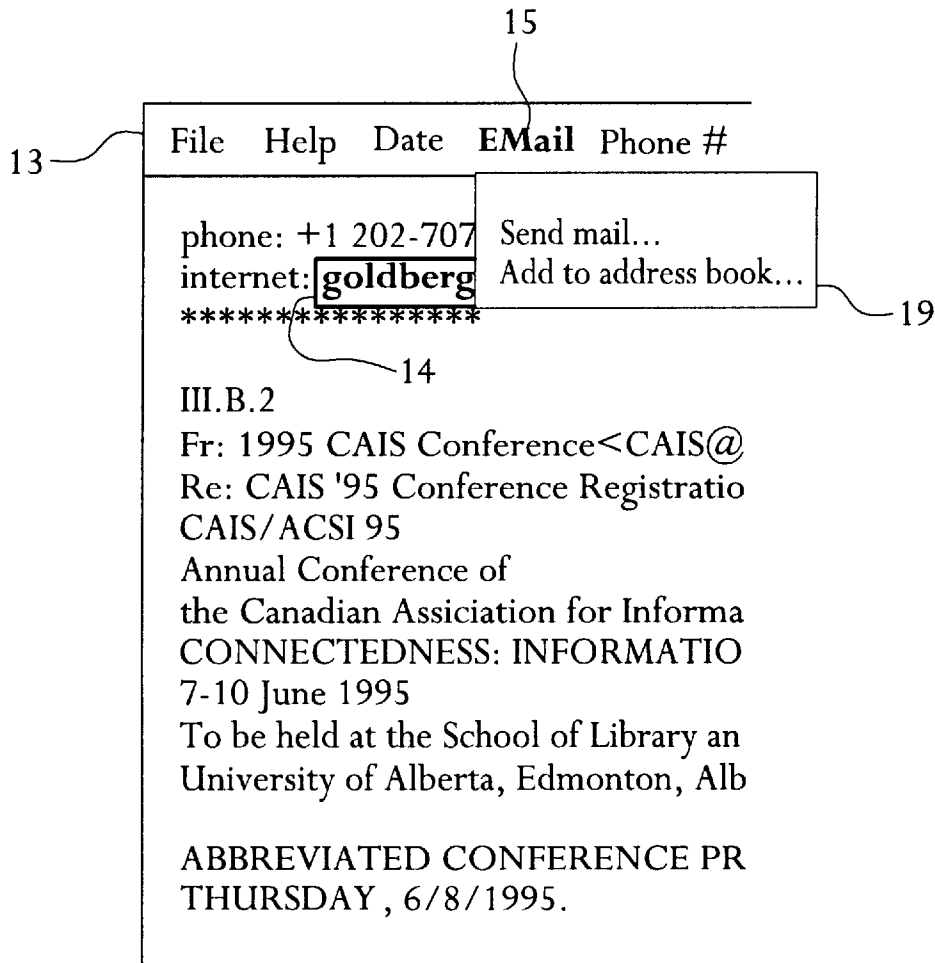 15
13
File Help Date EMail Phone #
phone: +1 202-707
Send mail...
internet: goldberg
Add to address book...
****************
19
14
III.B.2
Fr: 1995 CAIS Conference<CAIS@
Re: CAIS '95 Conference Registratio
CAIS/ACSI 95
Annual Conference of
the Canadian Assiciation for Informa
CONNECTEDNESS: INFORMATIO
7-10 June 1995
To be held at the School of Library an
University of Alberta, Edmonton, Alb
ABBREVIATED CONFERENCE PR
THURSDAY , 6/8/1995.